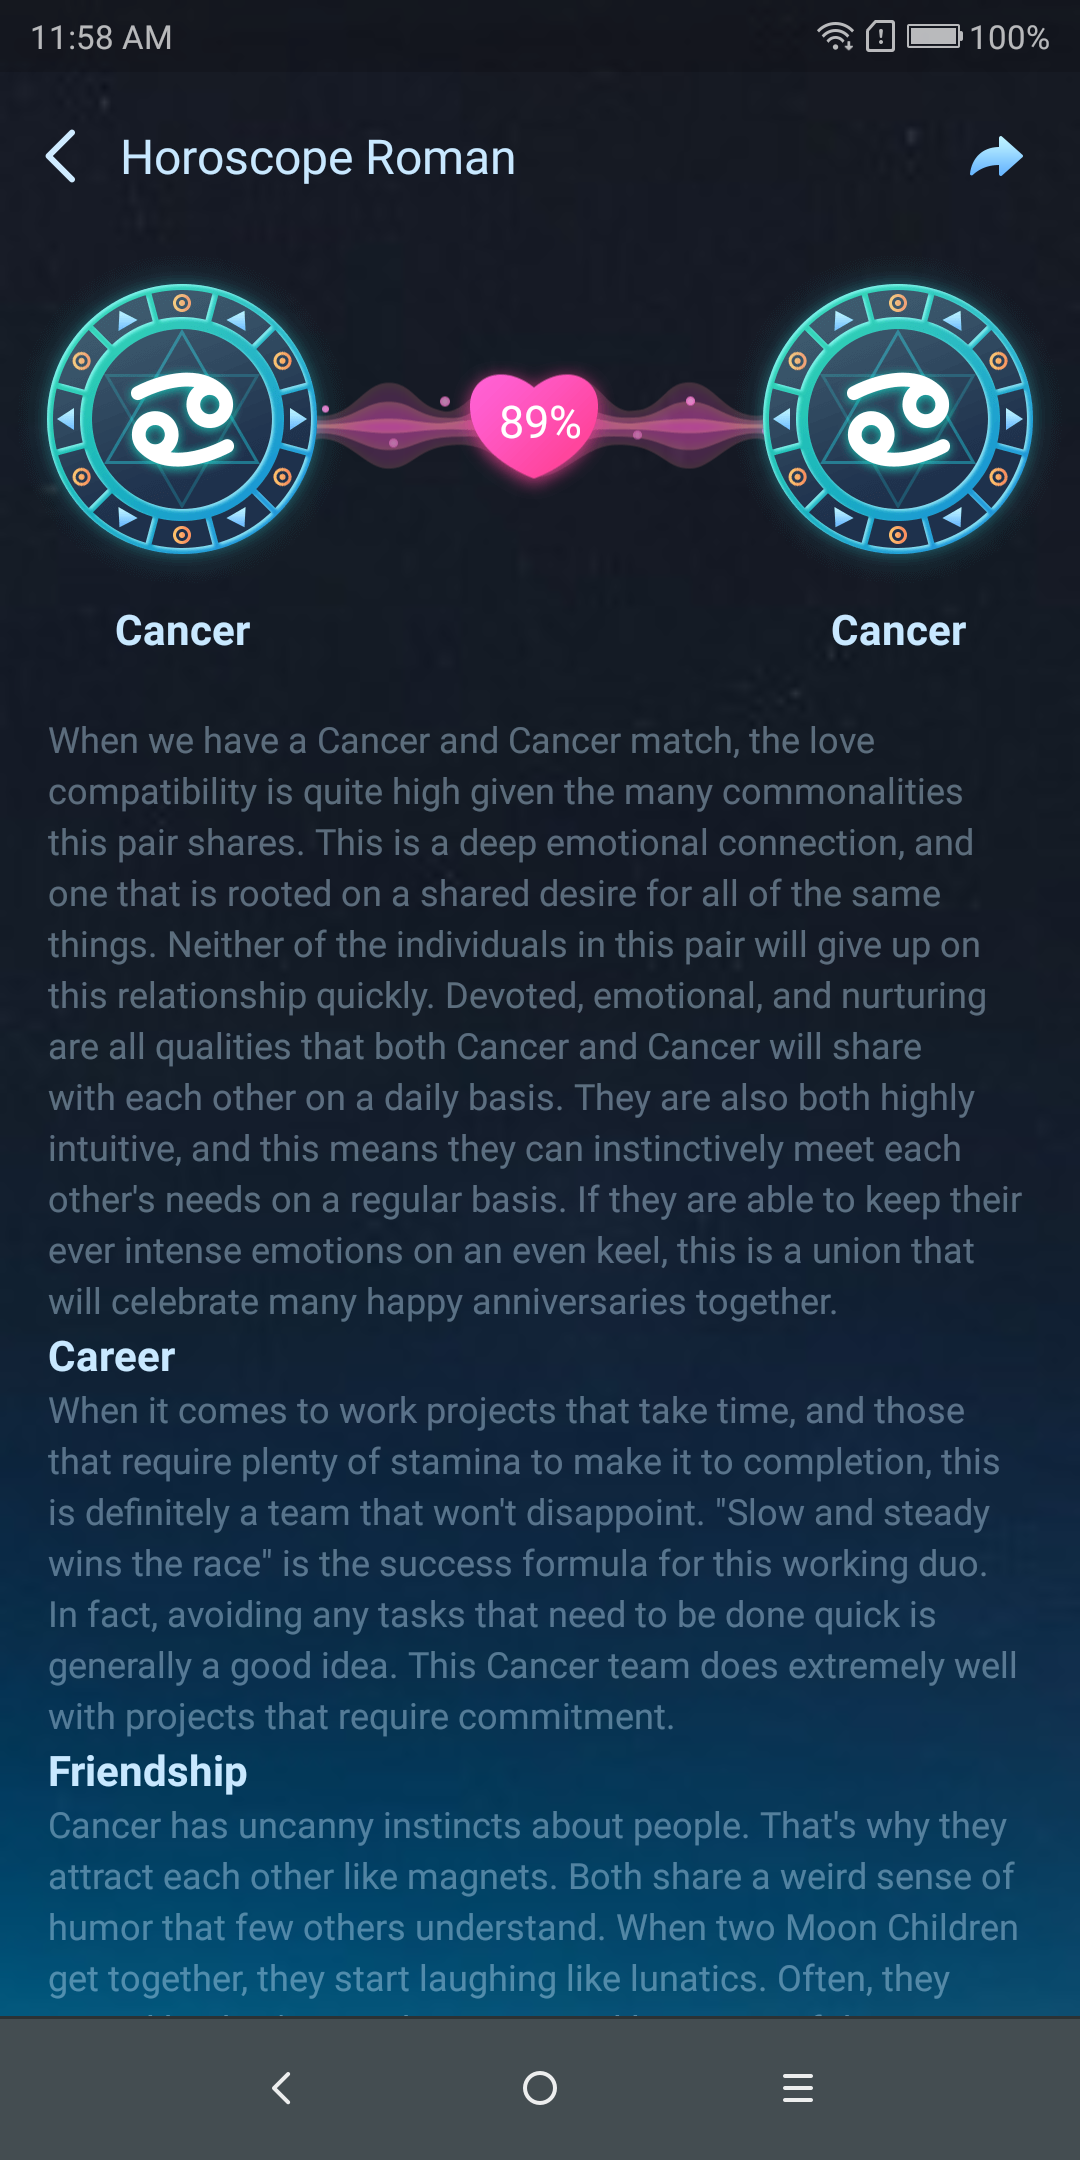 11:58 AM
100%
Horoscope Roman
89%
Cancer
Cancer
When we have a Cancer and Cancer match, the love
compatibility is quite high given the many commonalities
this pair shares. This is a deep emotional connection, and
one that is rooted on a shared desire for all of the same
things. Neither of the individuals in this pair will give up on
this relationship quickly. Devoted, emotional, and nurturing
are all qualities that both Cancer and Cancer will share
with each other on a daily basis. They are also both highly
intuitive, and this means they can instinctively meet each
other's needs on a regular basis. If they are able to keep their
ever intense emotions on an even keel, this is a union that
will celebrate many happy anniversaries together.
Career
When it comes to work projects that take time, and those
that require plenty of stamina to make it to completion, this
is definitely a team that won't disappoint. "Slow and steady
wins the race" is the success formula for this working duo.
In fact, avoiding any tasks that need to be done quick is
generally a good idea. This Cancer team does extremely well
with projects that require commitment.
Friendship
Cancer has uncanny instincts about people. That's why they
attract each other like magnets. Both share a weird sense of
humor that few others understand. When two Moon Children
get together, they start laughing like lunatics. Often, they